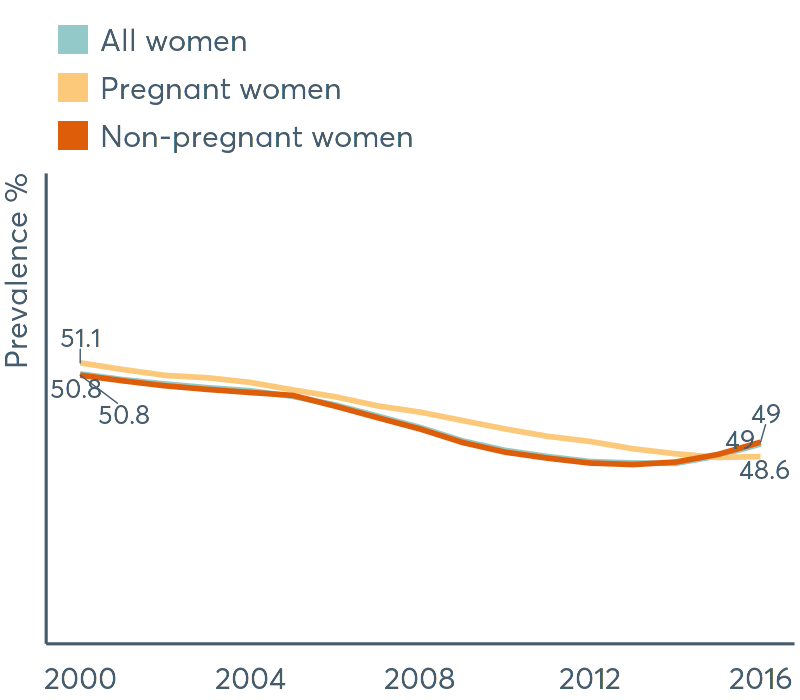 All women
Pregnant women
Non-pregnant women
Prevalence %
51.1
50.8
50.8
49
49
48.6
2000 2004 2008 2012 2016